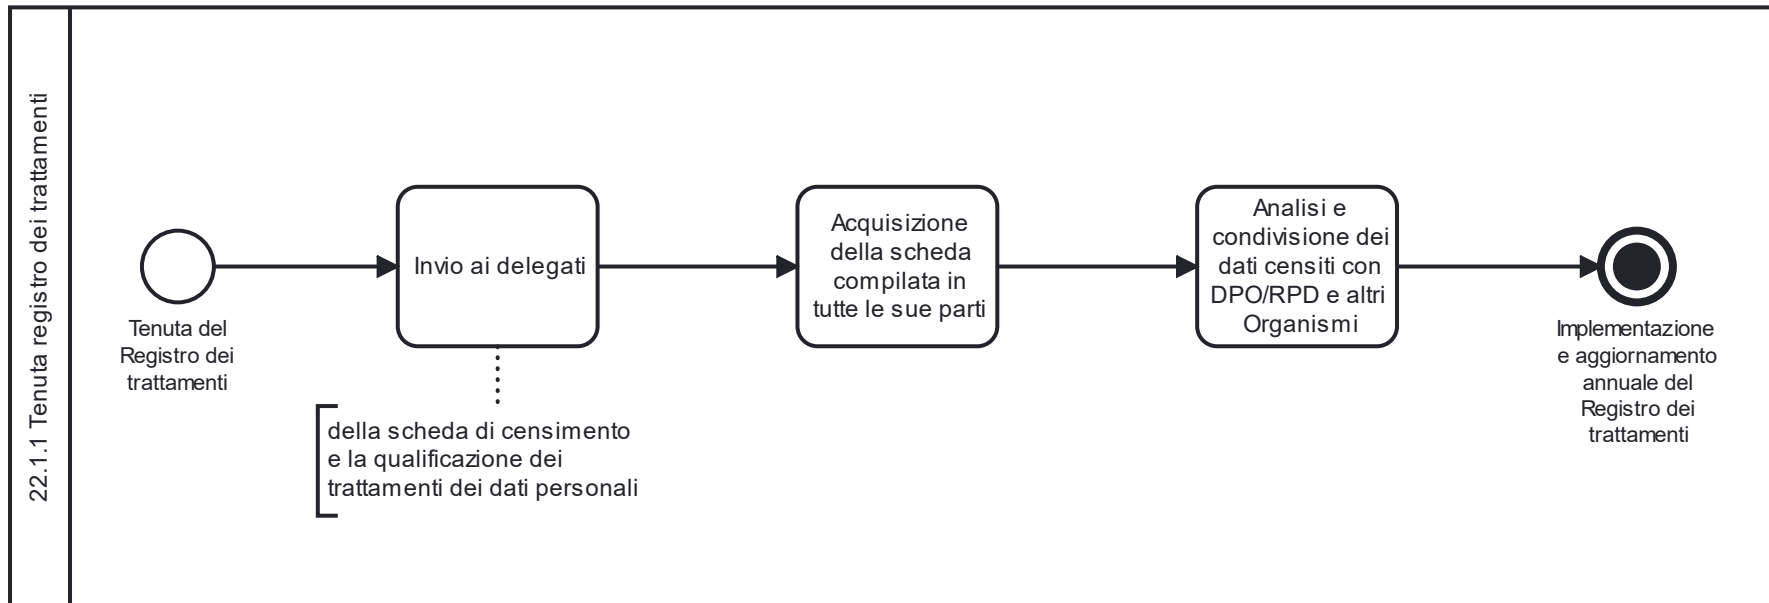 22.1.1 Tenuta registro dei trattamenti
Tenuta del
Registro dei
trattamenti
Invio ai delegati
della scheda di censimento
e la qualificazione dei
trattamenti dei dati personali
Acquisizione
della scheda
compilata in
tutte le sue parti
Analisi e
condivisione dei
dati censiti con
DPO/RPD e altri
Organismi
Implementazione
e aggiornamento
annuale del
Registro dei
trattamenti